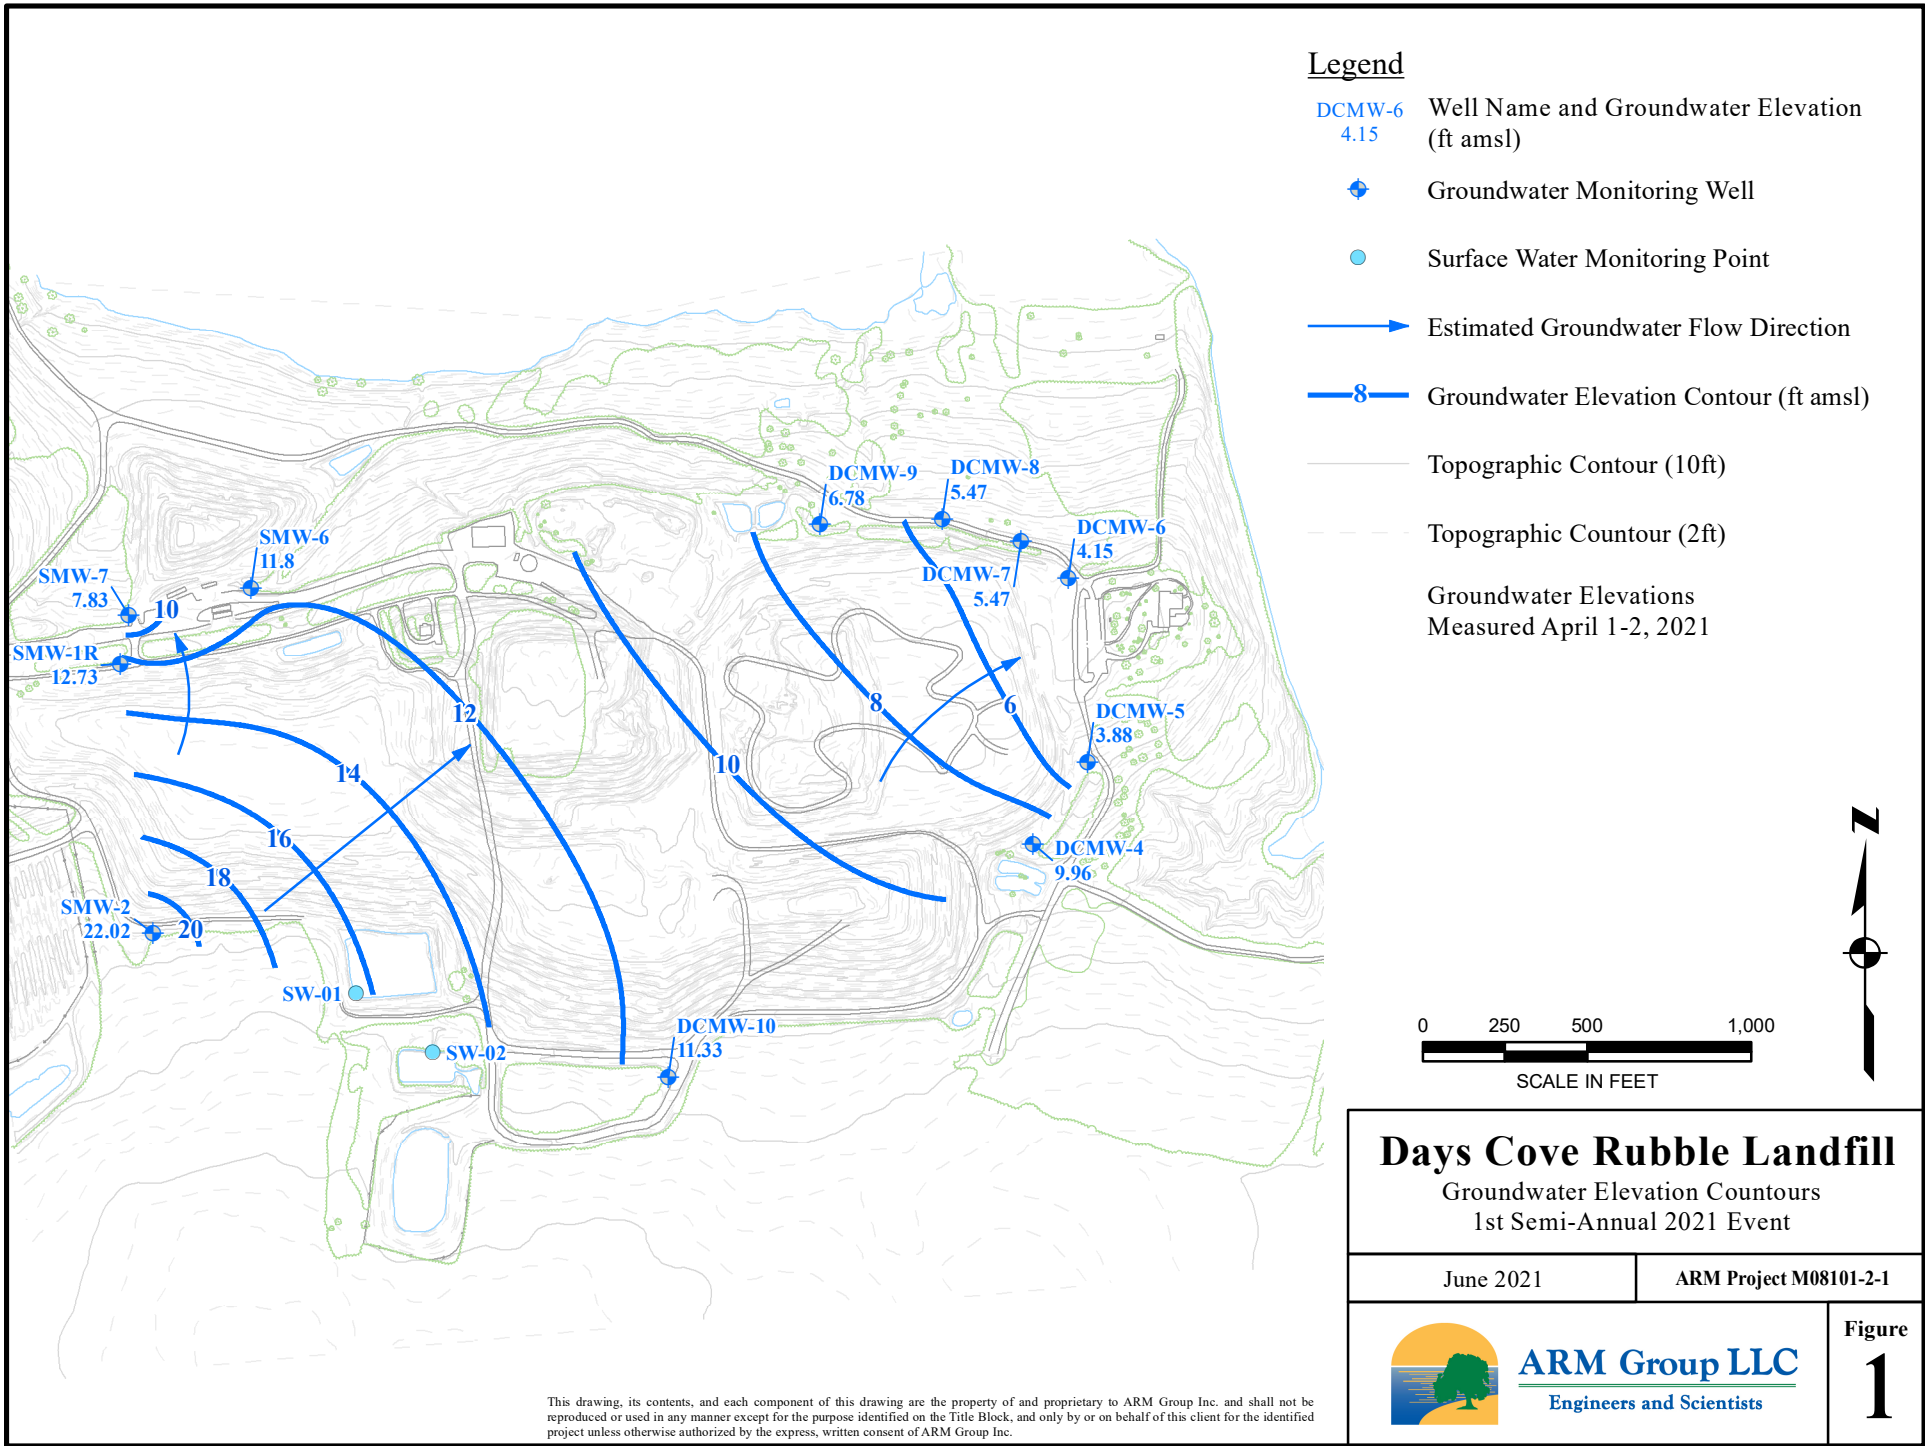 Legend
DCMW-6
4.15
Well Name and Groundwater Elevation
(ft amsl)
Groundwater Monitoring Well
Surface Water Monitoring Point
Estimated Groundwater Flow Direction
8
Groundwater Elevation Contour (ft amsl)
Topographic Contour (10ft)
Topographic Countour (2ft)
Groundwater Elevations
Measured April 1-2, 2021
DCMW-9
6.78
DCMW-8
5.47
DCMW-6
4.15
DCMW-7
5.47
SMW-6
11.8
SMW-7
7.83
10
SMW-1R
12.73
12
14
16
18
20
10
8
6
DCMW-5
3.88
DCMW-4
9.96
SMW-2
22.02
SW-01
SW-02
DCMW-10
11.33
Z
0 250 500 1,000
SCALE IN FEET
Days Cove Rubble Landfill
Groundwater Elevation Countours
1st Semi-Annual 2021 Event
June 2021
ARM Project M08101-2-1
ARM Group LLC
Engineers and Scientists
Figure
1
This drawing, its contents, and each component of this drawing are the property of and proprietary to ARM Group Inc. and shall not be
reproduced or used in any manner except for the purpose identified on the Title Block, and only by or on behalf of this client for the identified
project unless otherwise authorized by the express, written consent of ARM Group Inc.